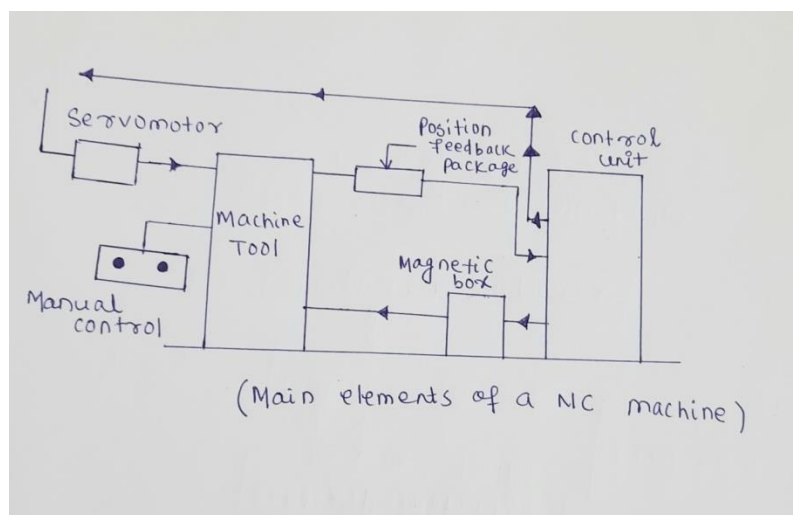 Servomotor
Position
feedback
package
control
unit
Machine
Tool
Magnetic
box
Manual
control
(Main elements of a NC machine)